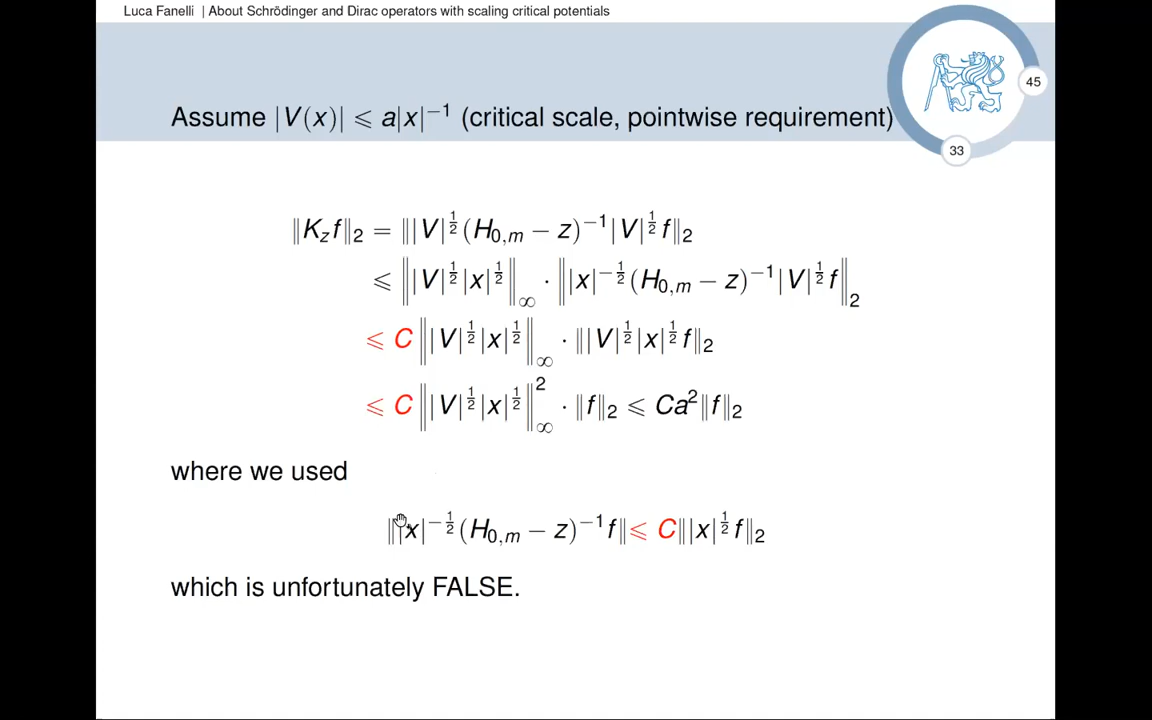 Luca Fanelli | About Schrödinger and Dirac operators with scaling critical potentials
45
Assume |V(x)| ⩽ a|x|⁻¹ (critical scale, pointwise requirement)
33
‖K_z f‖₂ = ‖|V|^{1/2}(H_{0,m} − z)⁻¹|V|^{1/2} f‖₂
⩽ ‖|V|^{1/2}|x|^{1/2}‖_∞ · ‖|x|^{−1/2}(H_{0,m} − z)⁻¹|V|^{1/2} f‖₂
⩽ C ‖|V|^{1/2}|x|^{1/2}‖_∞ · ‖|V|^{1/2}|x|^{1/2} f‖₂
⩽ C ‖|V|^{1/2}|x|^{1/2}‖²_∞ · ‖f‖₂ ⩽ Ca²‖f‖₂
where we used
‖|x|^{−1/2}(H_{0,m} − z)⁻¹ f‖ ⩽ C‖|x|^{1/2} f‖₂
which is unfortunately FALSE.